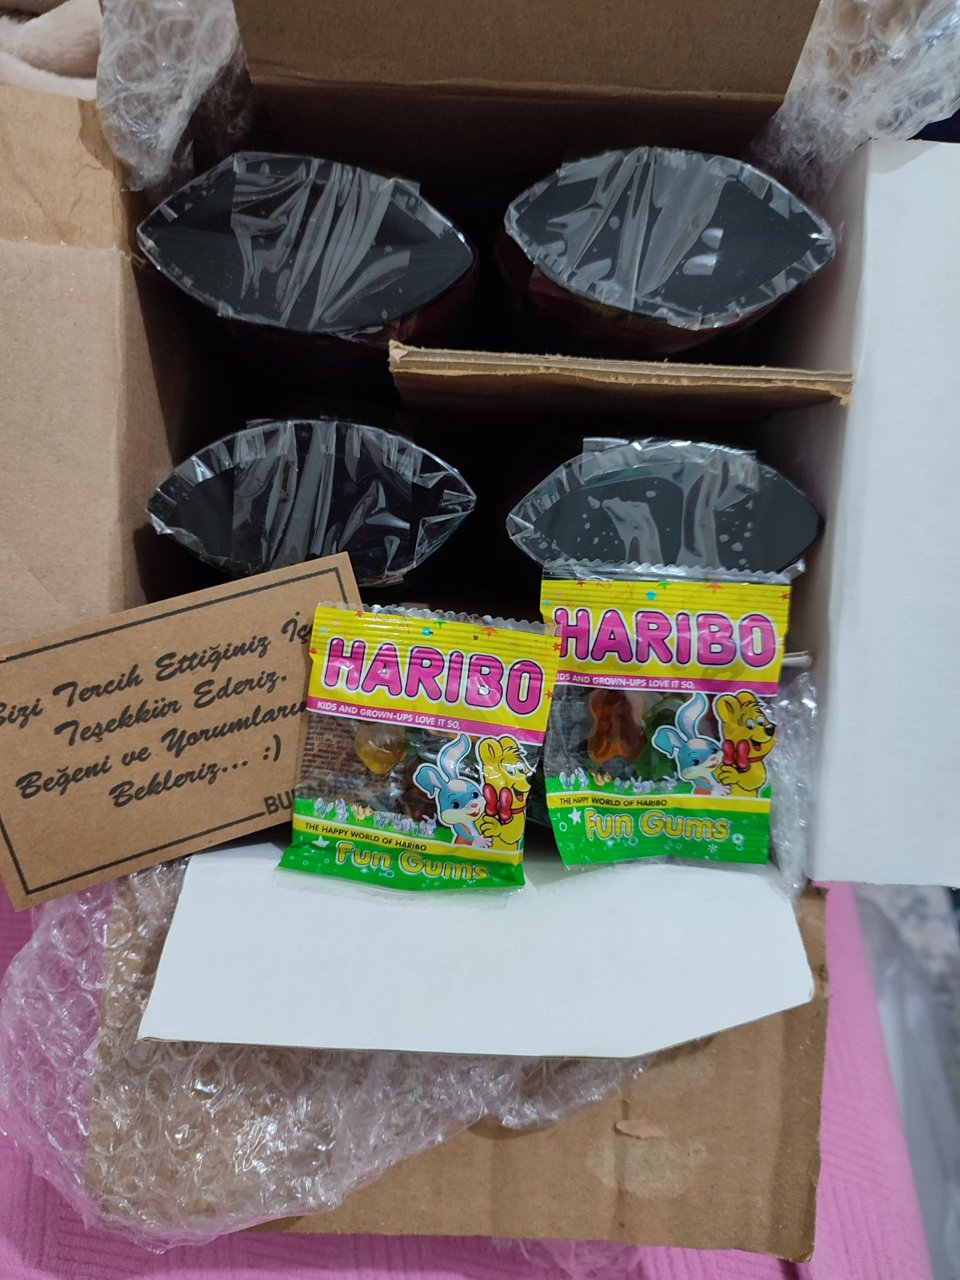 Bizi Tercih Ettiğiniz
Teşekkür Ederiz.
Beğeni ve
Bekleriz... :)
HARIBO
KIDS AND GROWN-UPS LOVE IT SO,
THE HAPPY WORLD OF HARIBO
Fun Gums
HARIBO
KIDS AND GROWN-UPS LOVE IT SO,
THE HAPPY WORLD OF HARIBO
Fun Gums